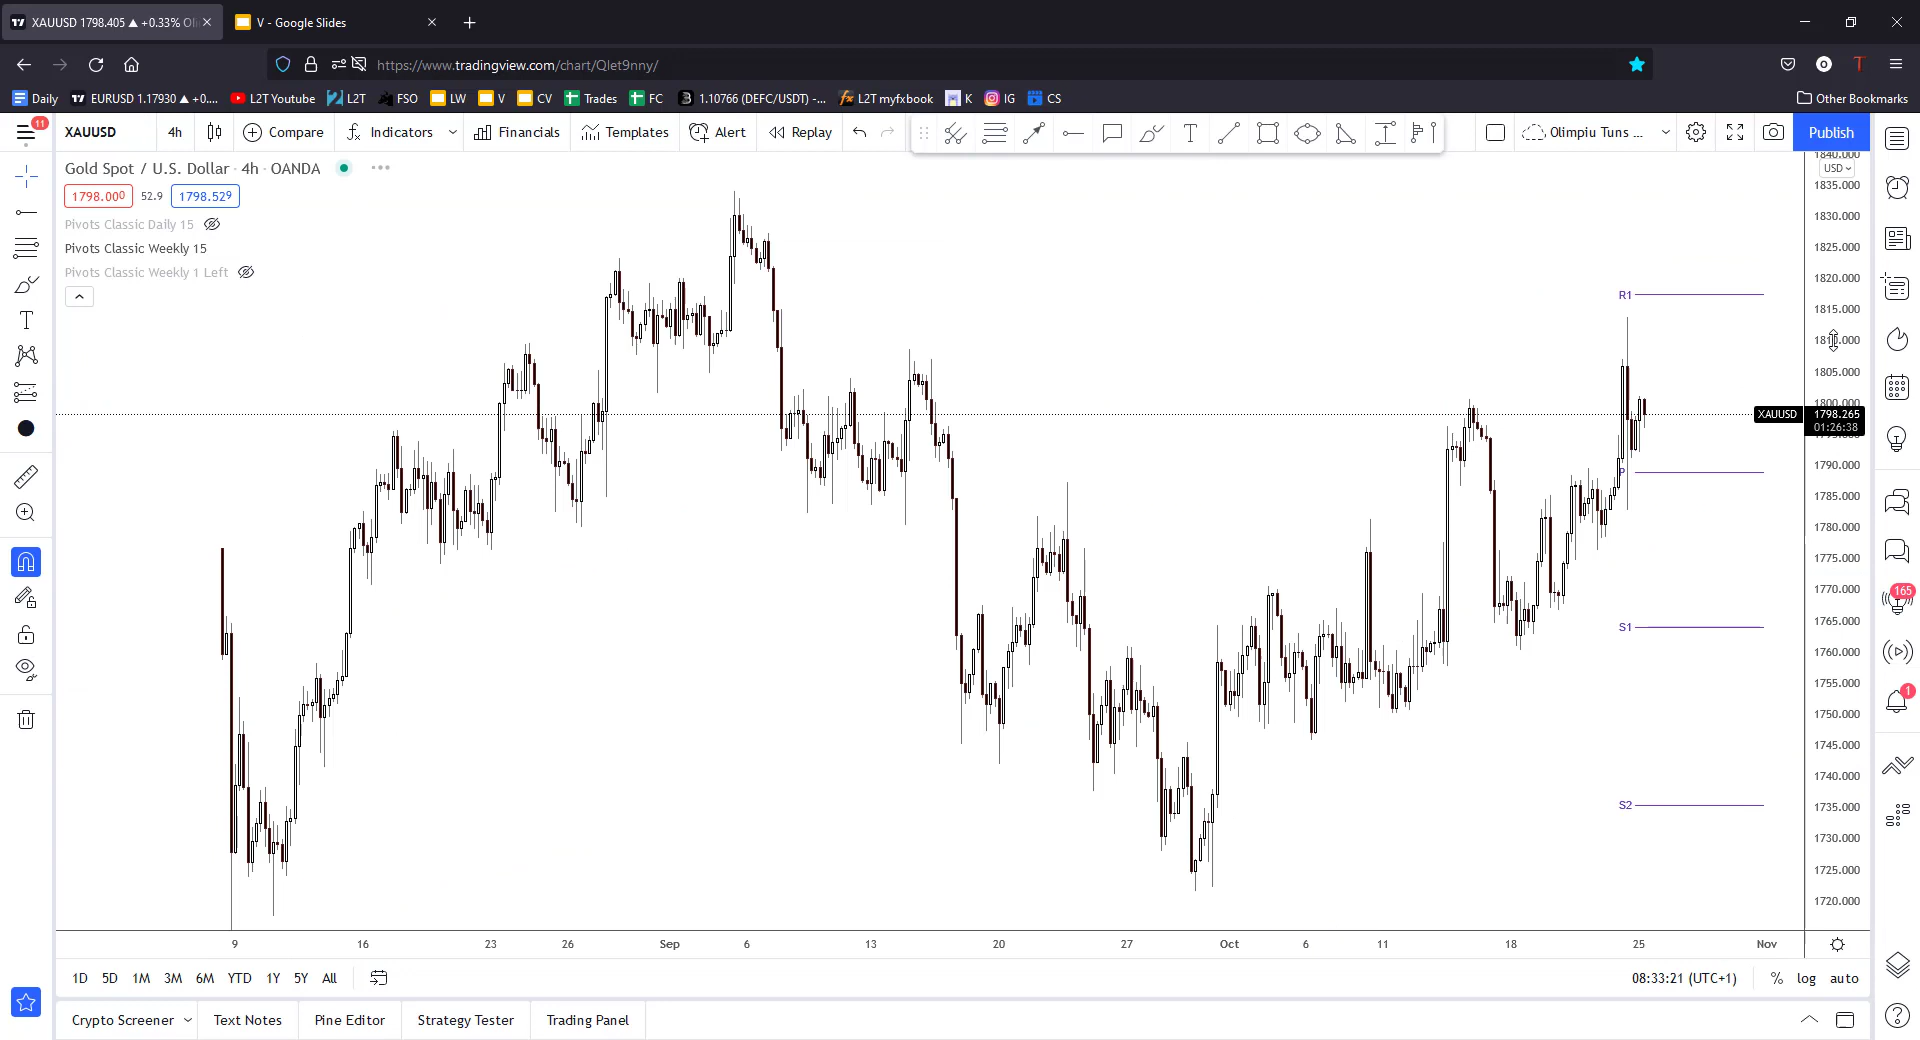 XAUUSD 1798.405 ▲ +0.33% Oli
V - Google Slides
https://www.tradingview.com/chart/Qlet9nny/
Daily
EURUSD 1.17930 ▲ +0....
L2T Youtube
L2T
FSO
LW
V
CV
Trades
FC
1.10766 (DEFC/USDT) -...
L2T myfxbook
K
IG
CS
Other Bookmarks
11
XAUUSD
4h
Compare
Indicators
Financials
Templates
Alert
Replay
Olimpiu Tuns ...
Publish
Gold Spot / U.S. Dollar · 4h · OANDA
1798.000
52.9
1798.529
Pivots Classic Daily 15
Pivots Classic Weekly 15
Pivots Classic Weekly 1 Left
1840.000
USD
1835.000
1830.000
1825.000
1820.000
1815.000
1810.000
1805.000
1800.000
XAUUSD
1798.265
01:26:38
1795.000
1790.000
1785.000
1780.000
1775.000
1770.000
1765.000
1760.000
1755.000
1750.000
1745.000
1740.000
1735.000
1730.000
1725.000
1720.000
R1
P
S1
S2
165
1
9
16
23
26
Sep
6
13
20
27
Oct
6
11
18
25
Nov
1D
5D
1M
3M
6M
YTD
1Y
5Y
All
08:33:21 (UTC+1)
%
log
auto
Crypto Screener
Text Notes
Pine Editor
Strategy Tester
Trading Panel